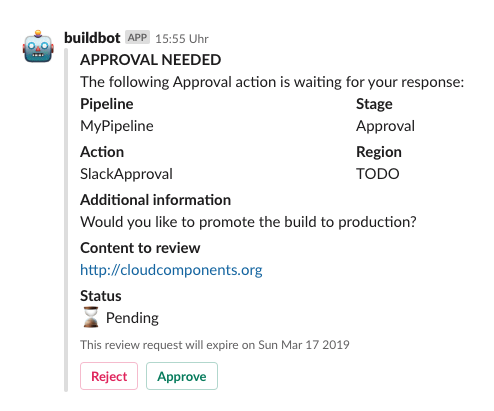 buildbot APP 15:55 Uhr
APPROVAL NEEDED
The following Approval action is waiting for your response:
Pipeline Stage
MyPipeline Approval
Action Region
SlackApproval TODO
Additional information
Would you like to promote the build to production?
Content to review
http://cloudcomponents.org
Status
Pending
This review request will expire on Sun Mar 17 2019
Reject Approve